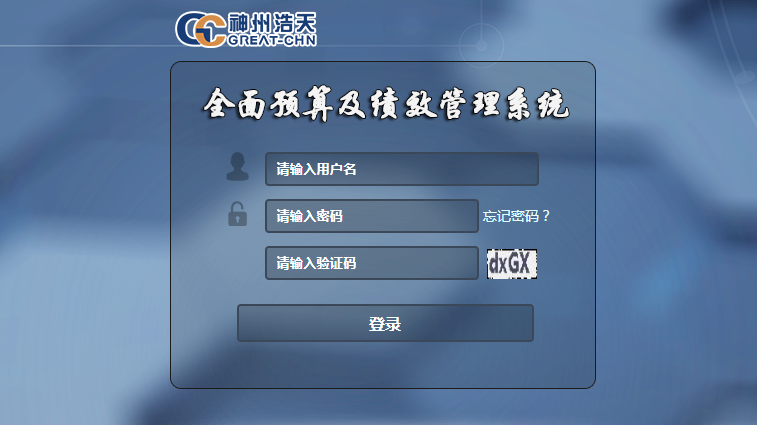 神州浩天
GREAT-CHN
全面预算及绩效管理系统
请输入用户名
请输入密码 忘记密码？
请输入验证码 dxGX
登录